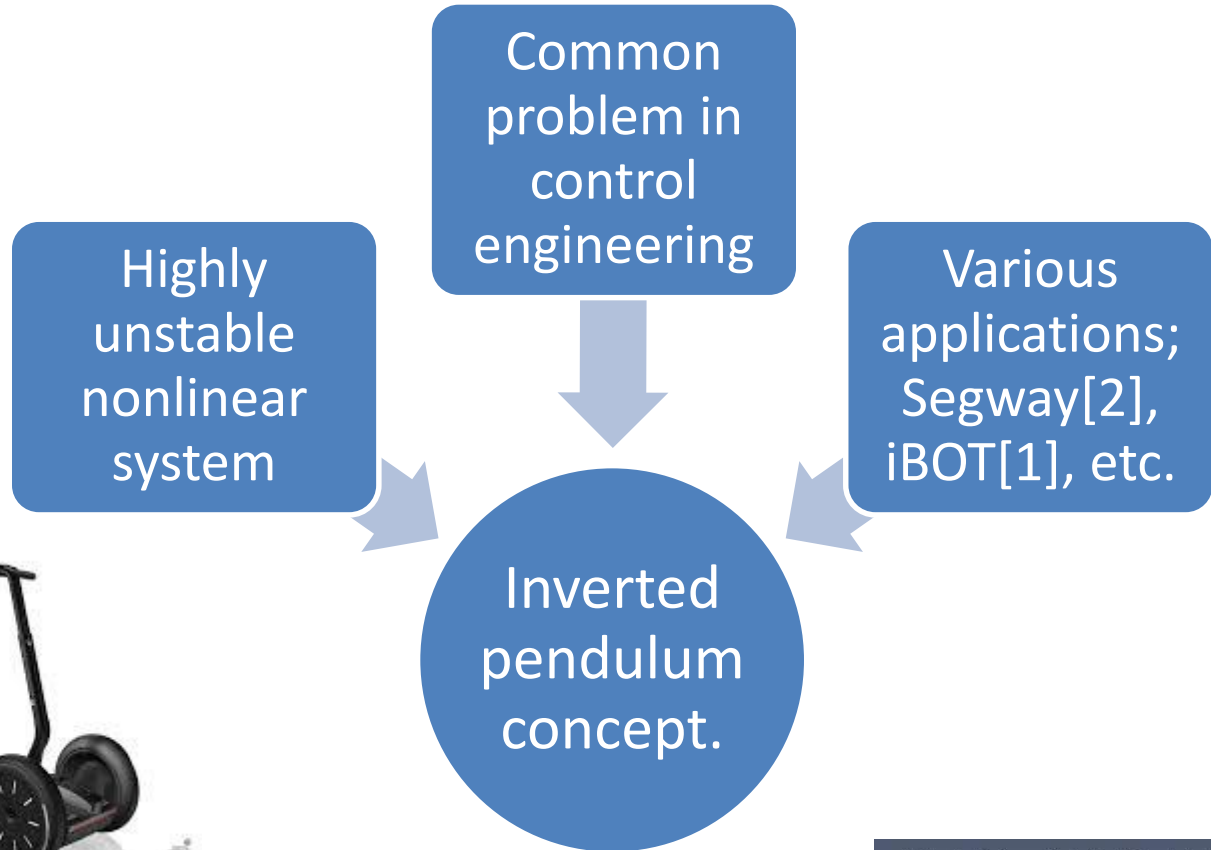 Common
problem in
control
engineering
Highly
unstable
nonlinear
system
Various
applications;
Segway[2],
iBOT[1], etc.
Inverted
pendulum
concept.